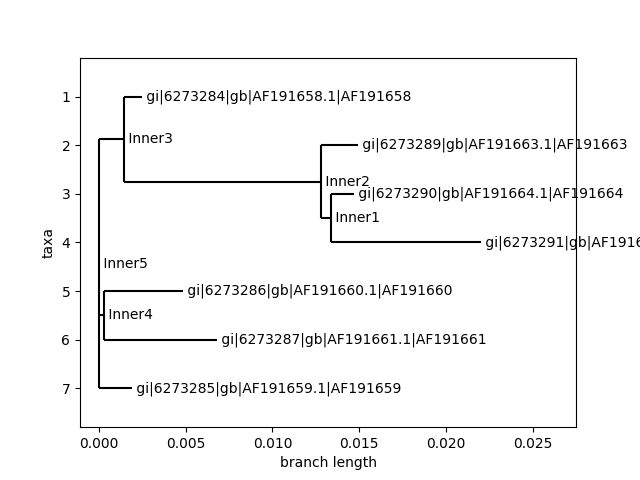 1
gi|6273284|gb|AF191658.1|AF191658
Inner3
2
gi|6273289|gb|AF191663.1|AF191663
Inner2
3
gi|6273290|gb|AF191664.1|AF191664
Inner1
4
gi|6273291|gb|AF1916
taxa
Inner5
5
gi|6273286|gb|AF191660.1|AF191660
Inner4
6
gi|6273287|gb|AF191661.1|AF191661
7
gi|6273285|gb|AF191659.1|AF191659
0.000 0.005 0.010 0.015 0.020 0.025
branch length